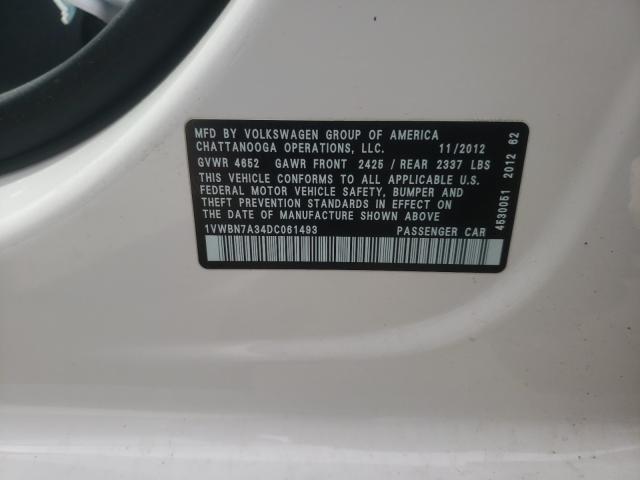 MFD BY VOLKSWAGEN GROUP OF AMERICA
CHATTANOOGA OPERATIONS, LLC. 11/2012
GVWR 4652 GAWR FRONT 2425 / REAR 2337 LBS
THIS VEHICLE CONFORMS TO ALL APPLICABLE U.S.
FEDERAL MOTOR VEHICLE SAFETY, BUMPER AND
THEFT PREVENTION STANDARDS IN EFFECT ON
THE DATE OF MANUFACTURE SHOWN ABOVE
1VWBN7A34DC061493 PASSENGER CAR
4530051 2012 62